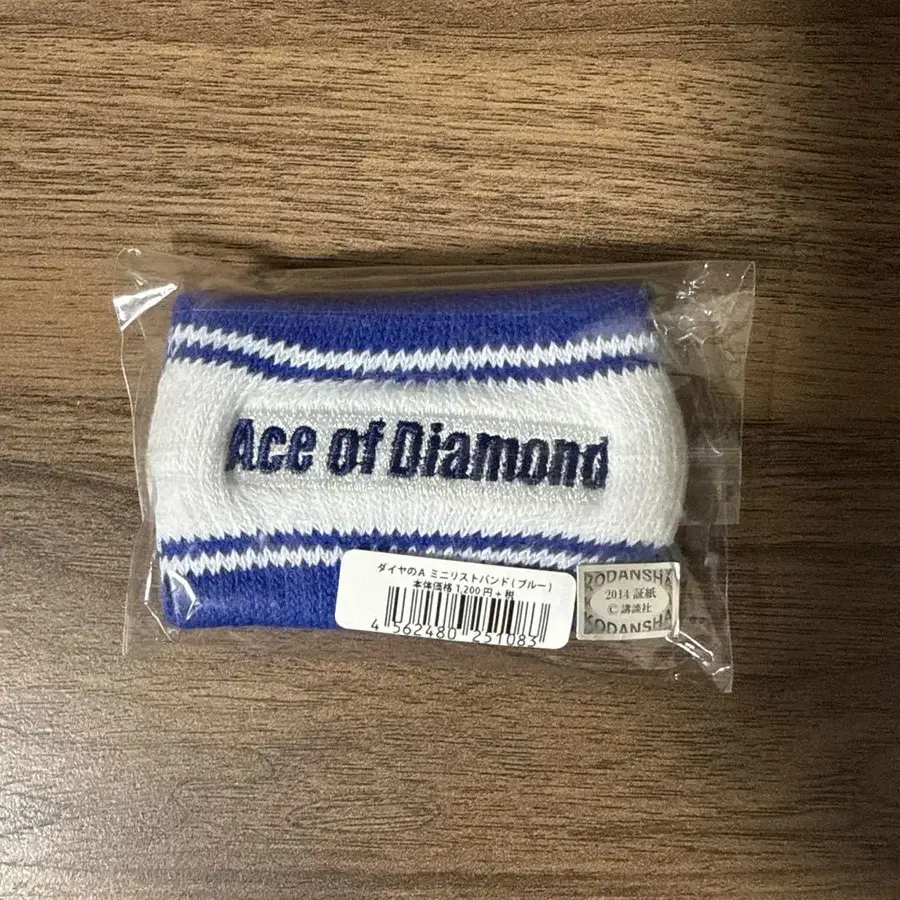 Ace of Diamond
ダイヤのA ミニリストバンド(ブルー)
本体価格1,200円+税
4 562480 251083
KODANSHA
2014 証紙
©講談社
KODANSHA